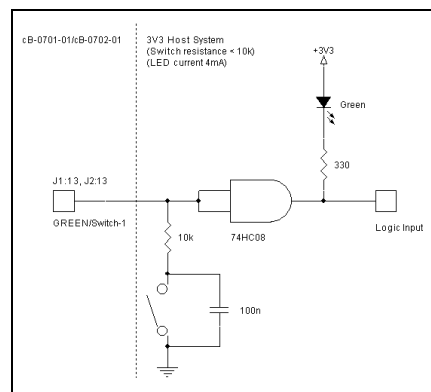 cB-0701-01/cB-0702-01
3V3 Host System
(Switch resistance < 10k)
(LED current 4mA)
+3V3
Green
330
J1:13, J2:13
GREEN/Switch-1
74HC08
Logic Input
10k
100n